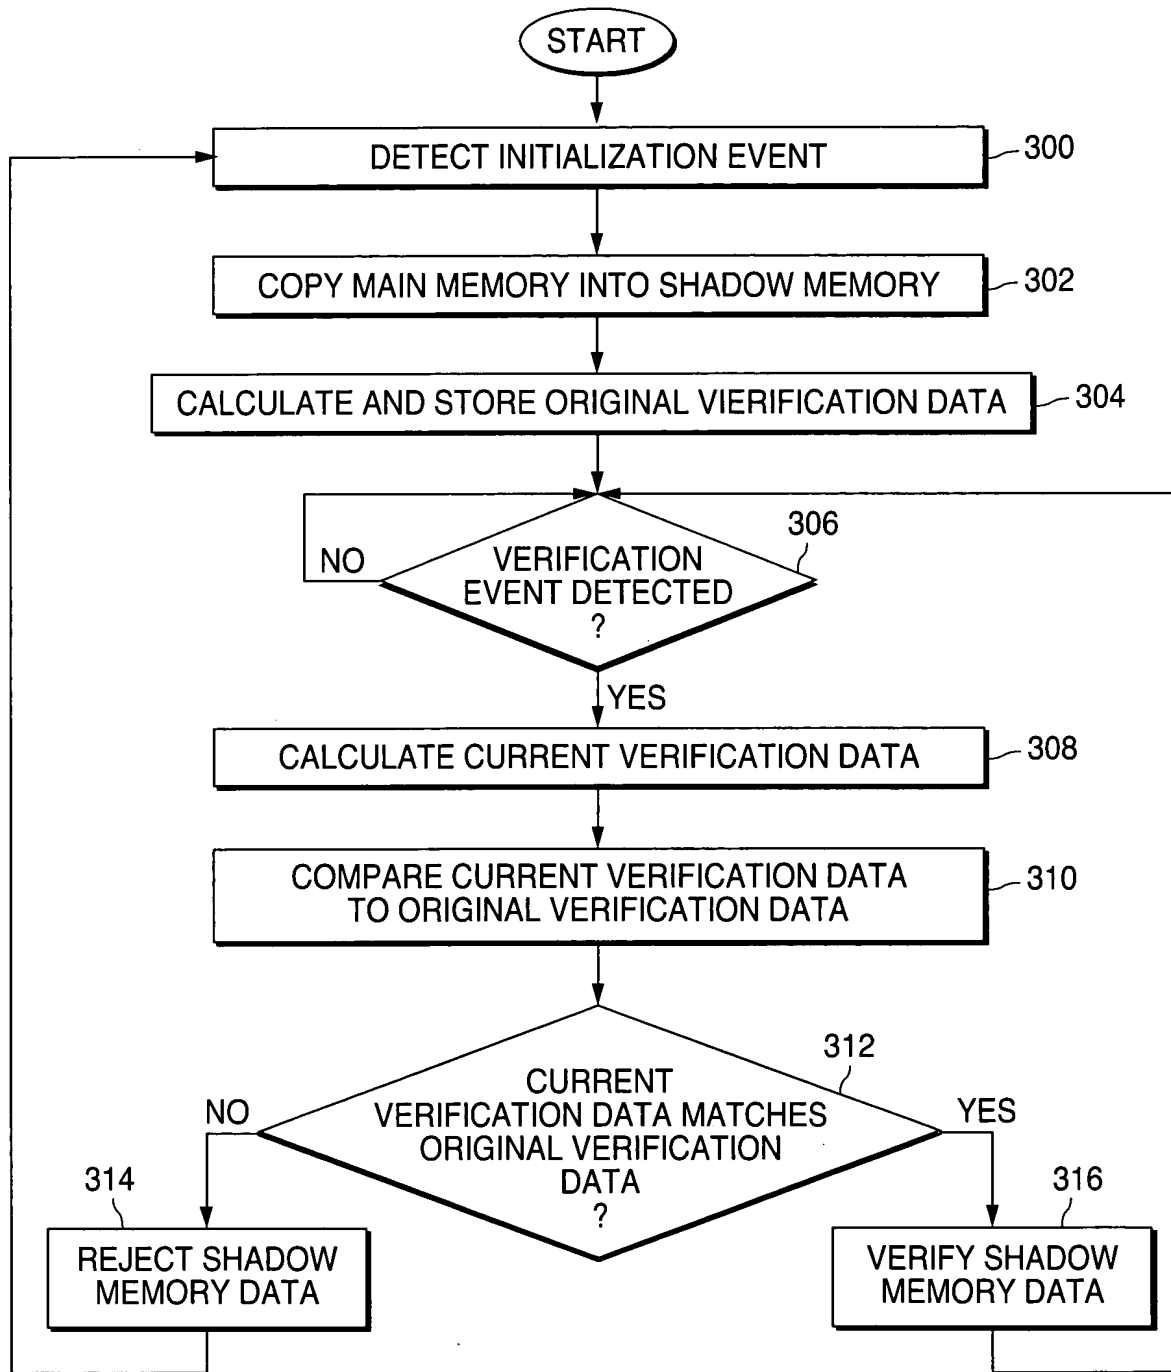 START
DETECT INITIALIZATION EVENT
300
COPY MAIN MEMORY INTO SHADOW MEMORY
302
CALCULATE AND STORE ORIGINAL VIERIFICATION DATA
304
306
NO
VERIFICATION
EVENT DETECTED
?
YES
CALCULATE CURRENT VERIFICATION DATA
308
COMPARE CURRENT VERIFICATION DATA
TO ORIGINAL VERIFICATION DATA
310
312
NO
CURRENT
VERIFICATION DATA MATCHES
ORIGINAL VERIFICATION
DATA
?
YES
314
REJECT SHADOW
MEMORY DATA
316
VERIFY SHADOW
MEMORY DATA